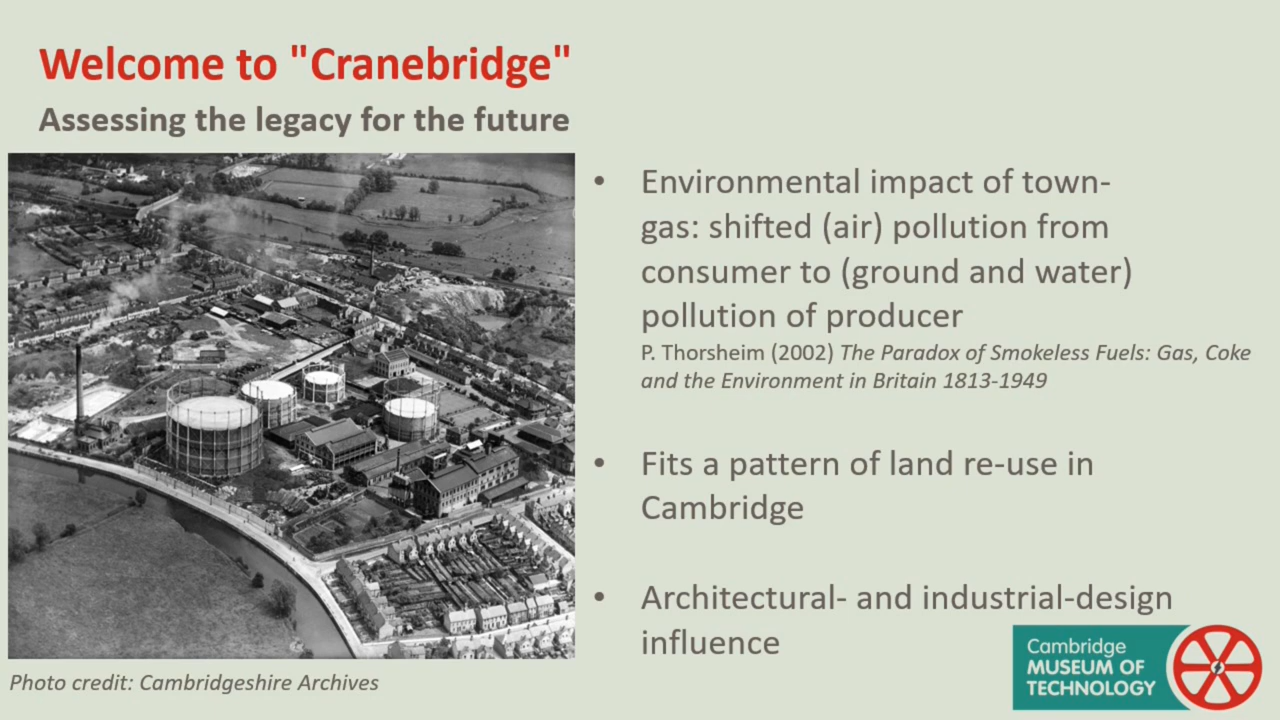 Welcome to "Cranebridge"
Assessing the legacy for the future
• Environmental impact of town-
gas: shifted (air) pollution from
consumer to (ground and water)
pollution of producer
P. Thorsheim (2002) The Paradox of Smokeless Fuels: Gas, Coke
and the Environment in Britain 1813-1949
• Fits a pattern of land re-use in
Cambridge
• Architectural- and industrial-design
influence
Photo credit: Cambridgeshire Archives
Cambridge
MUSEUM OF
TECHNOLOGY